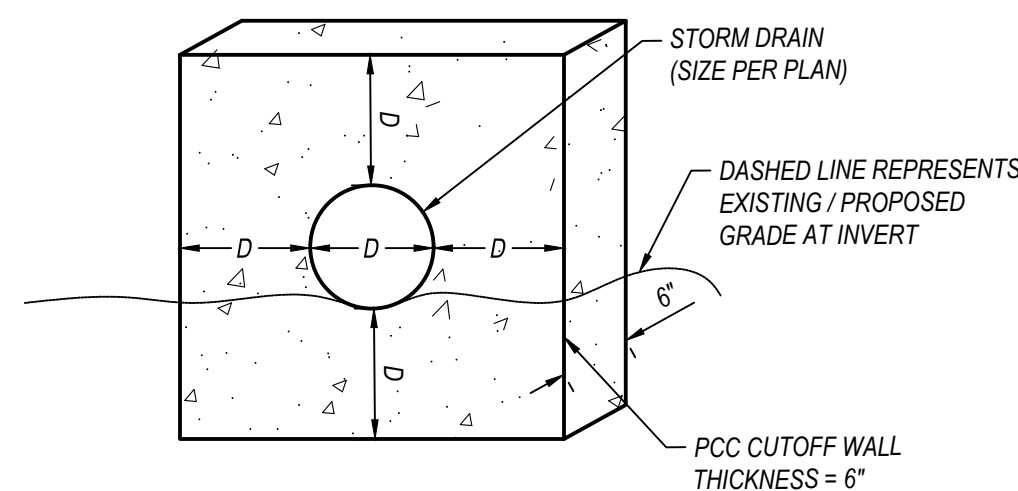 STORM DRAIN
(SIZE PER PLAN)
D
DASHED LINE REPRESENTS
EXISTING / PROPOSED
GRADE AT INVERT
D D D
6"
D
PCC CUTOFF WALL
THICKNESS = 6"